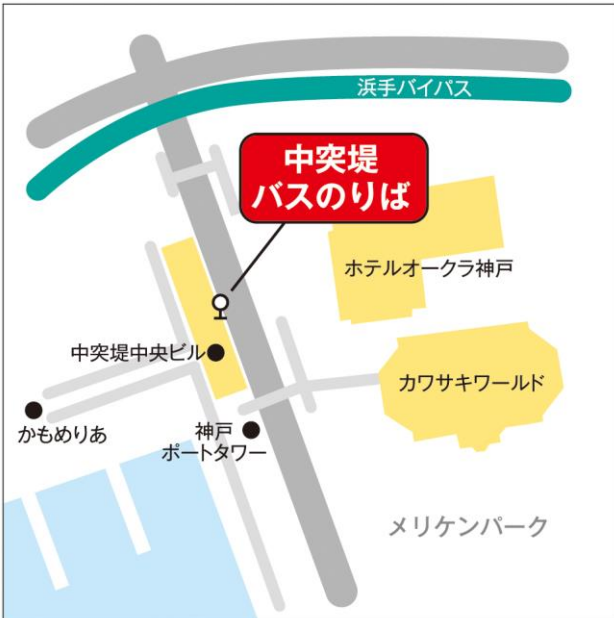 浜手バイパス
中突堤
バスのりば
ホテルオークラ神戸
中突堤中央ビル
カワサキワールド
かもめりあ
神戸
ポートタワー
メリケンパーク